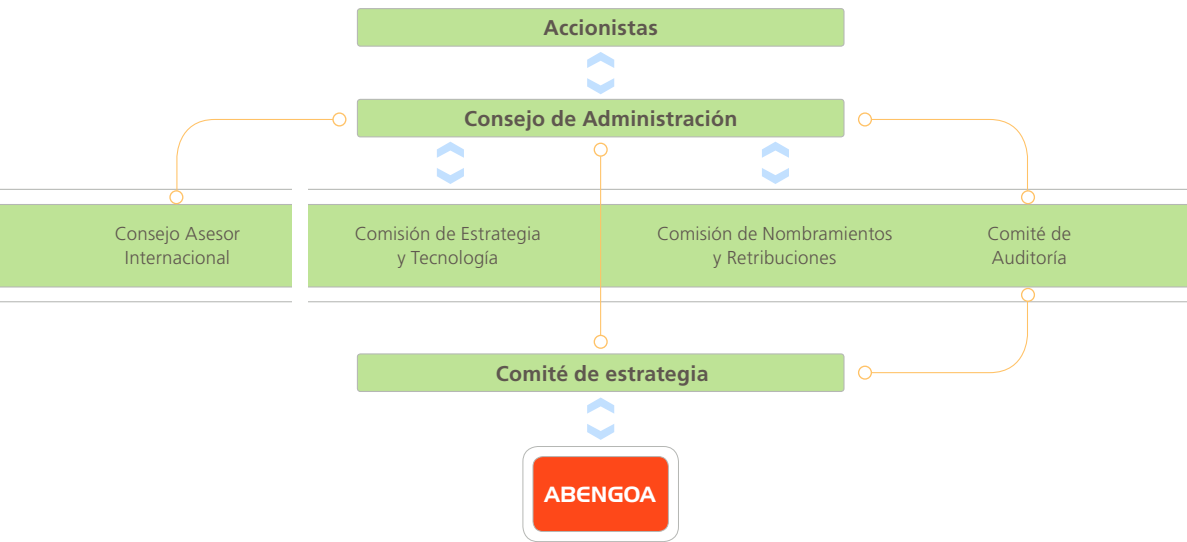 Accionistas
Consejo de Administración
Consejo Asesor
Internacional
Comisión de Estrategia
y Tecnología
Comisión de Nombramientos
y Retribuciones
Comité de
Auditoría
Comité de estrategia
ABENGOA